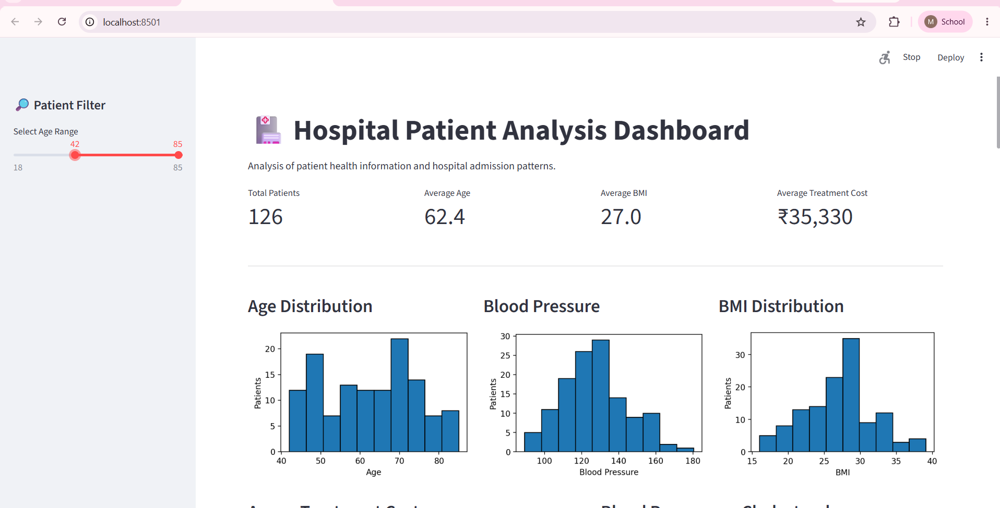 localhost:8501
M School
Stop Deploy
Patient Filter
Select Age Range
42 85
18 85
Hospital Patient Analysis Dashboard
Analysis of patient health information and hospital admission patterns.
Total Patients Average Age Average BMI Average Treatment Cost
126 62.4 27.0 ₹35,330
Age Distribution Blood Pressure BMI Distribution
Patients
20
15
10
5
0
40 50 60 70 80
Age
Patients
30
25
20
15
10
5
0
100 120 140 160 180
Blood Pressure
Patients
30
20
10
0
15 20 25 30 35 40
BMI